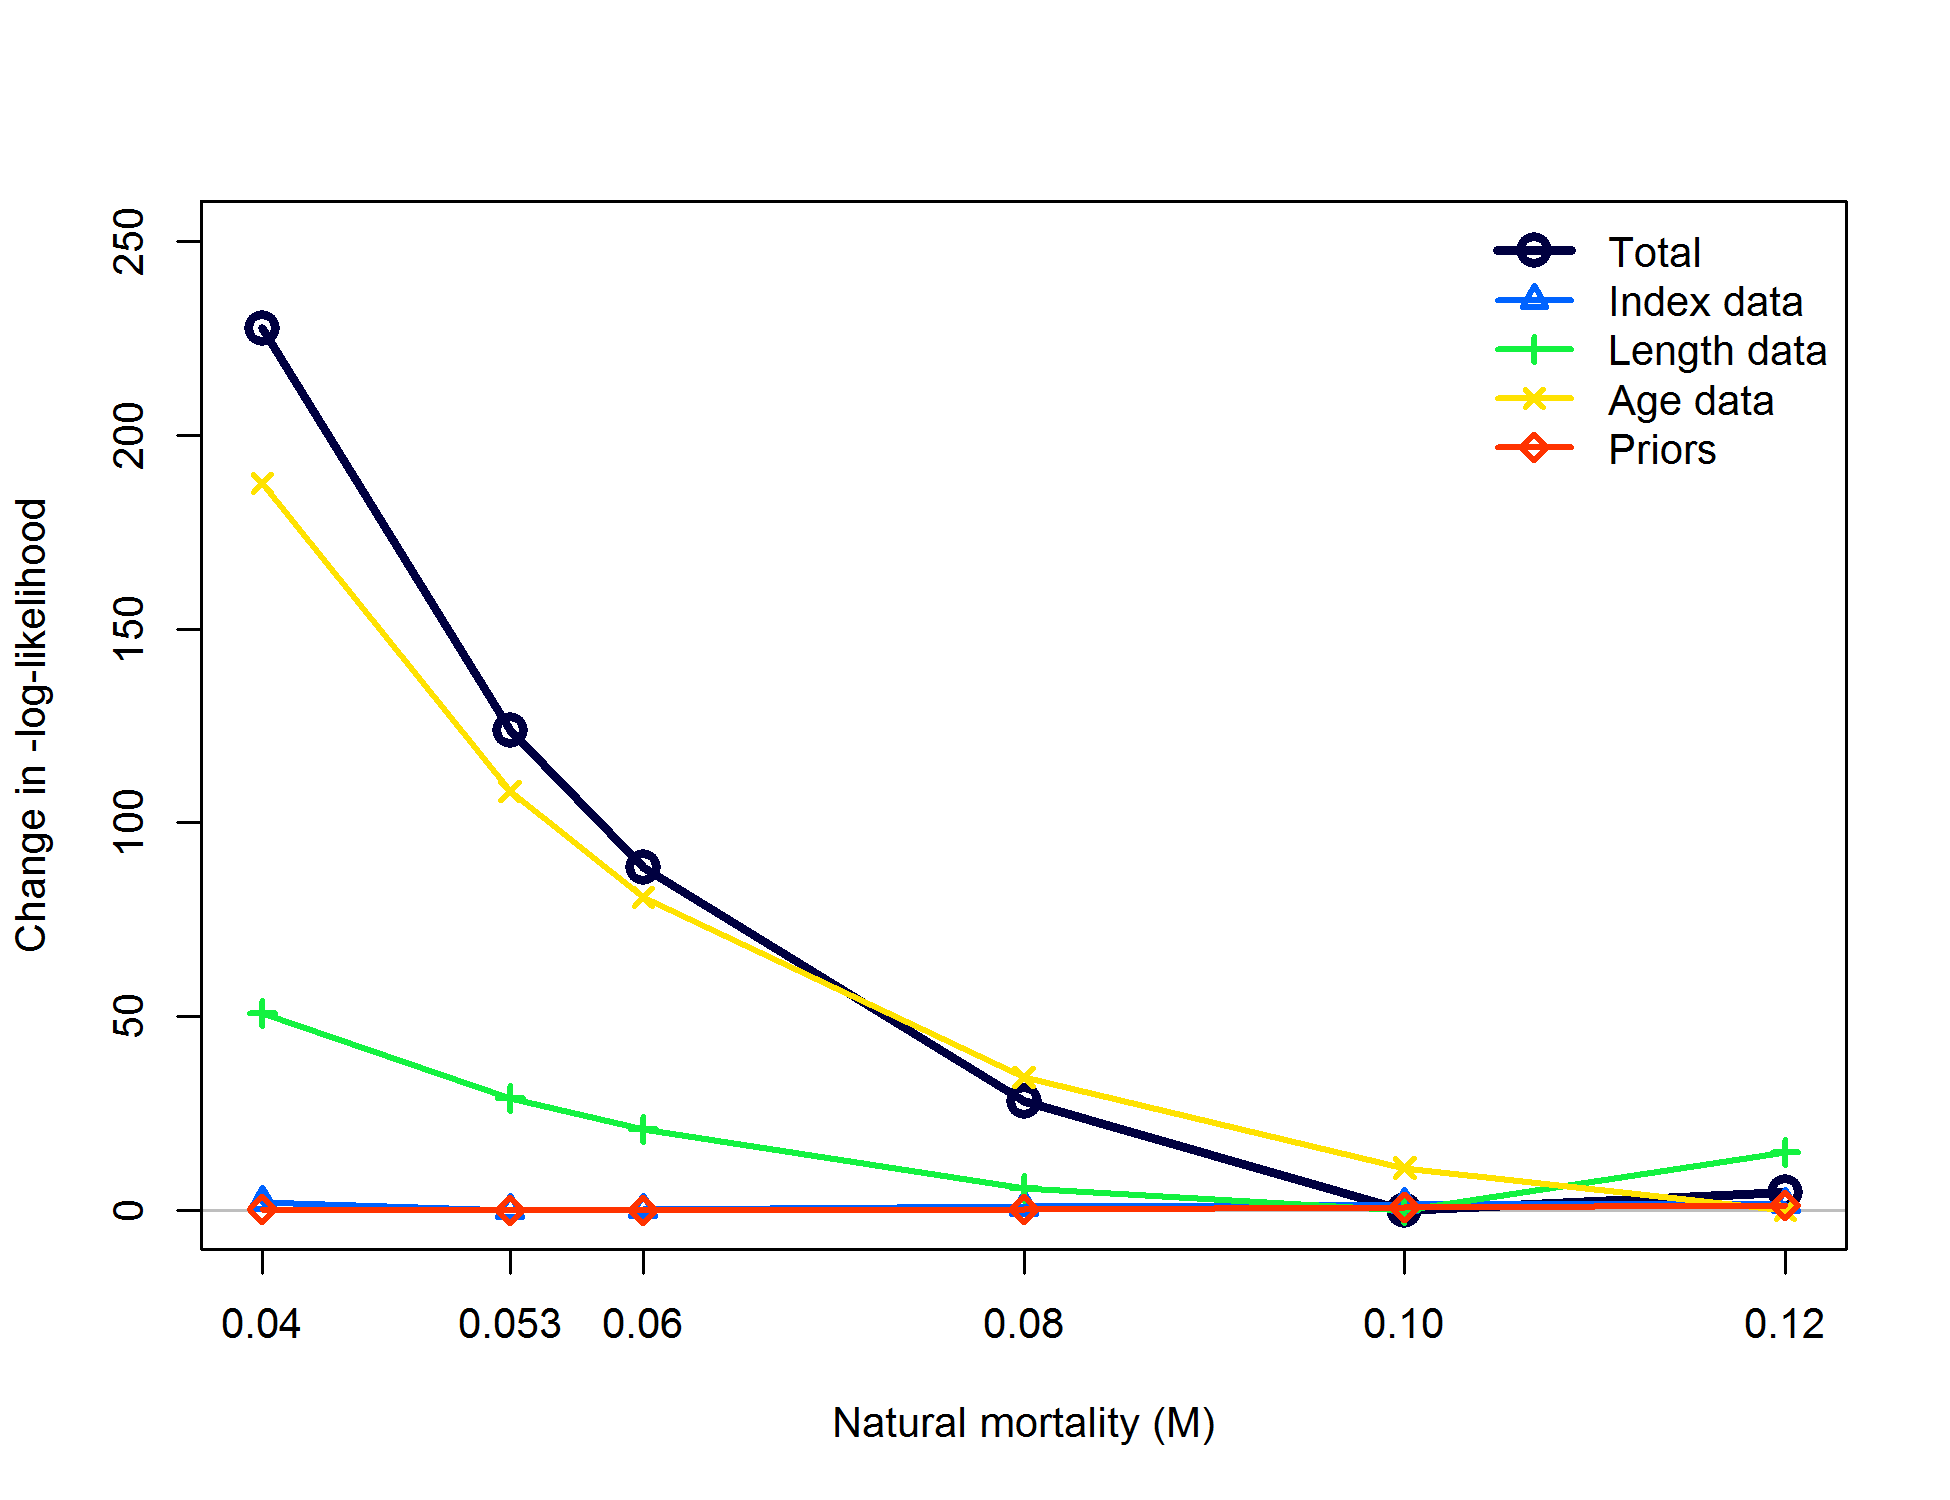 Total
Index data
Length data
Age data
Priors
250
200
150
100
50
0
Change in -log-likelihood
0.04 0.053 0.06 0.08 0.10 0.12
Natural mortality (M)